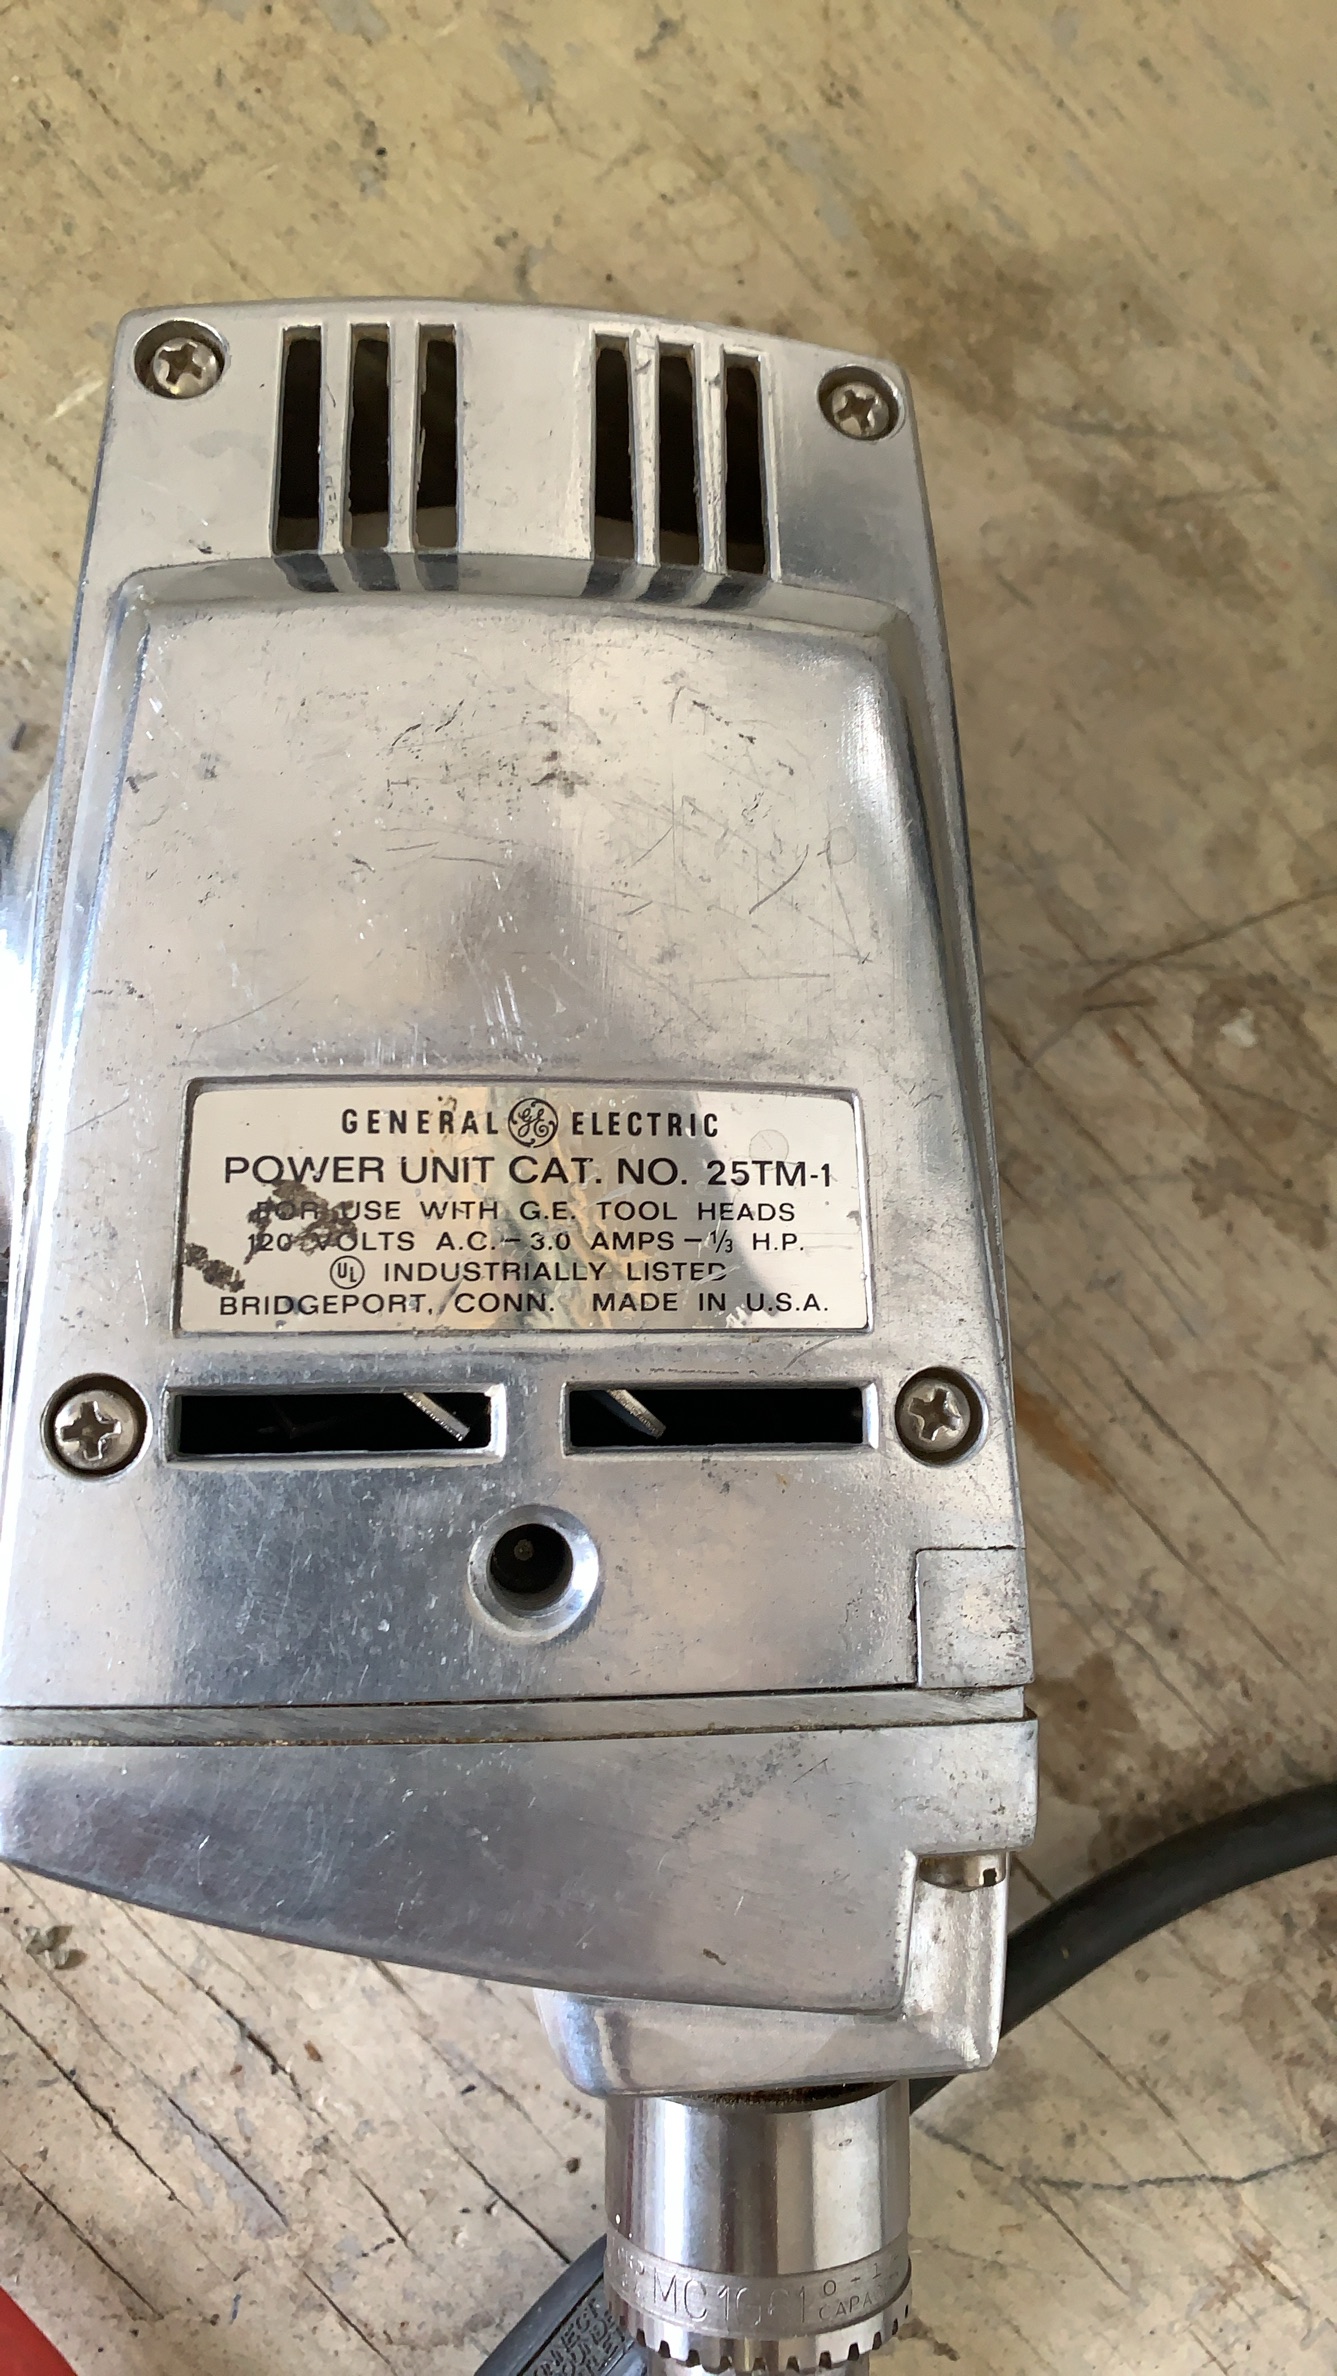 GENERAL GE ELECTRIC
POWER UNIT CAT. NO. 25TM-1
FOR USE WITH G.E. TOOL HEADS
120 VOLTS A.C. - 3.0 AMPS - 1/3 H.P.
UL INDUSTRIALLY LISTED
BRIDGEPORT, CONN. MADE IN U.S.A.